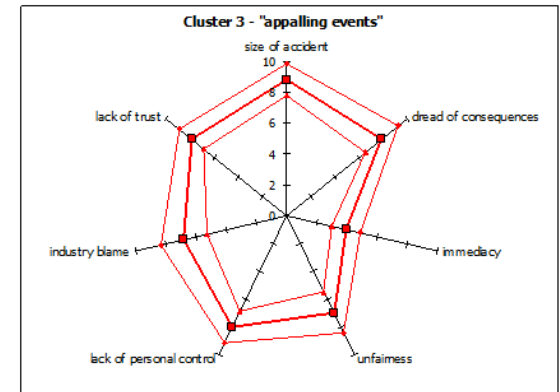 Cluster 3 - "appalling events"
size of accident
10
lack of trust
8
dread of consequences
6
4
2
0
industry blame
immediacy
lack of personal control
unfairness